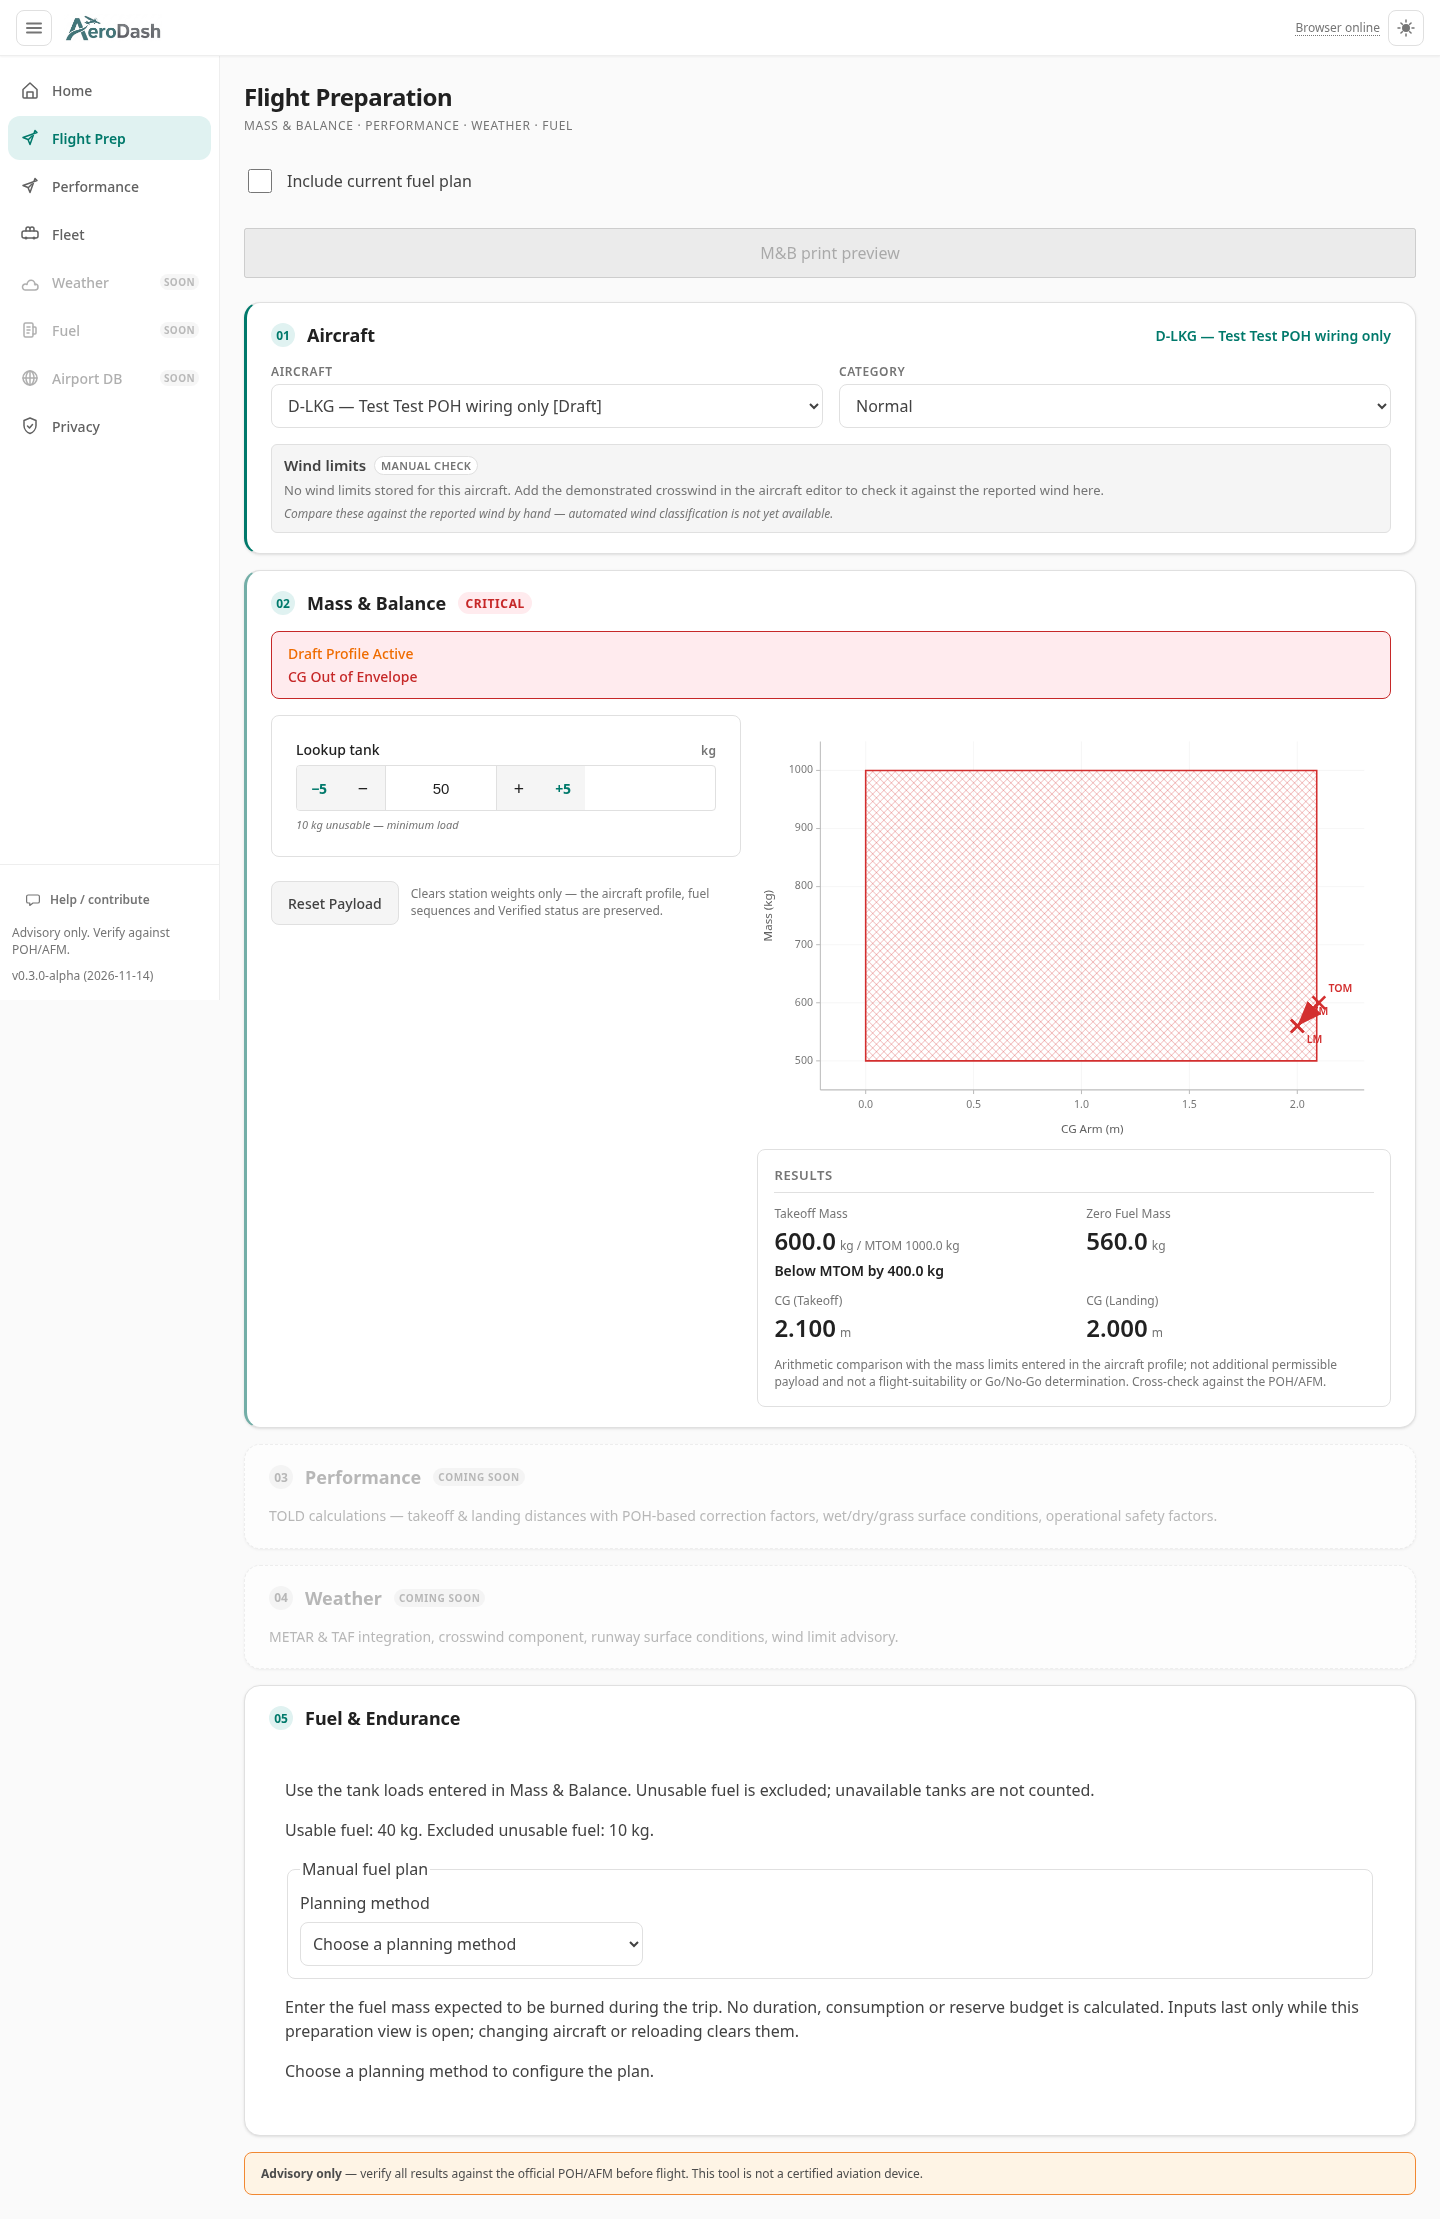 AeroDash
Browser online
Home
Flight Prep
Performance
Fleet
Weather SOON
Fuel SOON
Airport DB SOON
Privacy
Help / contribute
Advisory only. Verify against
POH/AFM.
v0.3.0-alpha (2026-11-14)
Flight Preparation
MASS & BALANCE · PERFORMANCE · WEATHER · FUEL
Include current fuel plan
M&B print preview
01 Aircraft
D-LKG — Test Test POH wiring only
AIRCRAFT
CATEGORY
D-LKG — Test Test POH wiring only [Draft]
Normal
Wind limits MANUAL CHECK
No wind limits stored for this aircraft. Add the demonstrated crosswind in the aircraft editor to check it against the reported wind here.
Compare these against the reported wind by hand — automated wind classification is not yet available.
02 Mass & Balance CRITICAL
Draft Profile Active
CG Out of Envelope
Lookup tank kg
−5 − 50 + +5
10 kg unusable — minimum load
Reset Payload
Clears station weights only — the aircraft profile, fuel
sequences and Verified status are preserved.
Mass (kg)
1000
900
800
700
600
500
TOM
LM
0.0 0.5 1.0 1.5 2.0
CG Arm (m)
RESULTS
Takeoff Mass
Zero Fuel Mass
600.0 kg / MTOM 1000.0 kg
560.0 kg
Below MTOM by 400.0 kg
CG (Takeoff)
CG (Landing)
2.100 m
2.000 m
Arithmetic comparison with the mass limits entered in the aircraft profile; not additional permissible
payload and not a flight-suitability or Go/No-Go determination. Cross-check against the POH/AFM.
03 Performance COMING SOON
TOLD calculations — takeoff & landing distances with POH-based correction factors, wet/dry/grass surface conditions, operational safety factors.
04 Weather COMING SOON
METAR & TAF integration, crosswind component, runway surface conditions, wind limit advisory.
05 Fuel & Endurance
Use the tank loads entered in Mass & Balance. Unusable fuel is excluded; unavailable tanks are not counted.
Usable fuel: 40 kg. Excluded unusable fuel: 10 kg.
Manual fuel plan
Planning method
Choose a planning method
Enter the fuel mass expected to be burned during the trip. No duration, consumption or reserve budget is calculated. Inputs last only while this
preparation view is open; changing aircraft or reloading clears them.
Choose a planning method to configure the plan.
Advisory only — verify all results against the official POH/AFM before flight. This tool is not a certified aviation device.